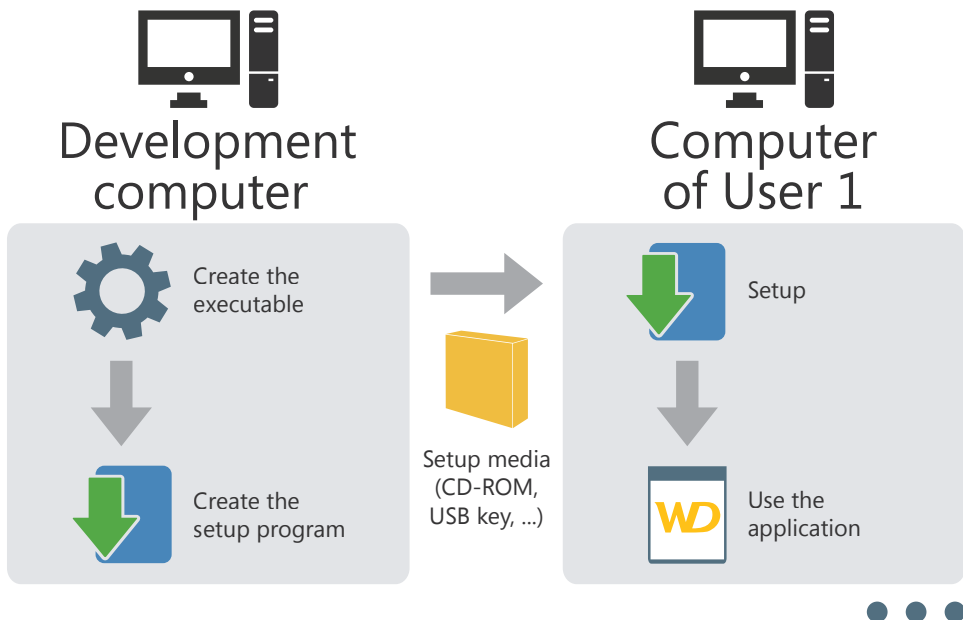 Development
computer
Create the
executable
Create the
setup program
Setup media
(CD-ROM,
USB key, ...)
Computer
of User 1
Setup
WD
Use the
application